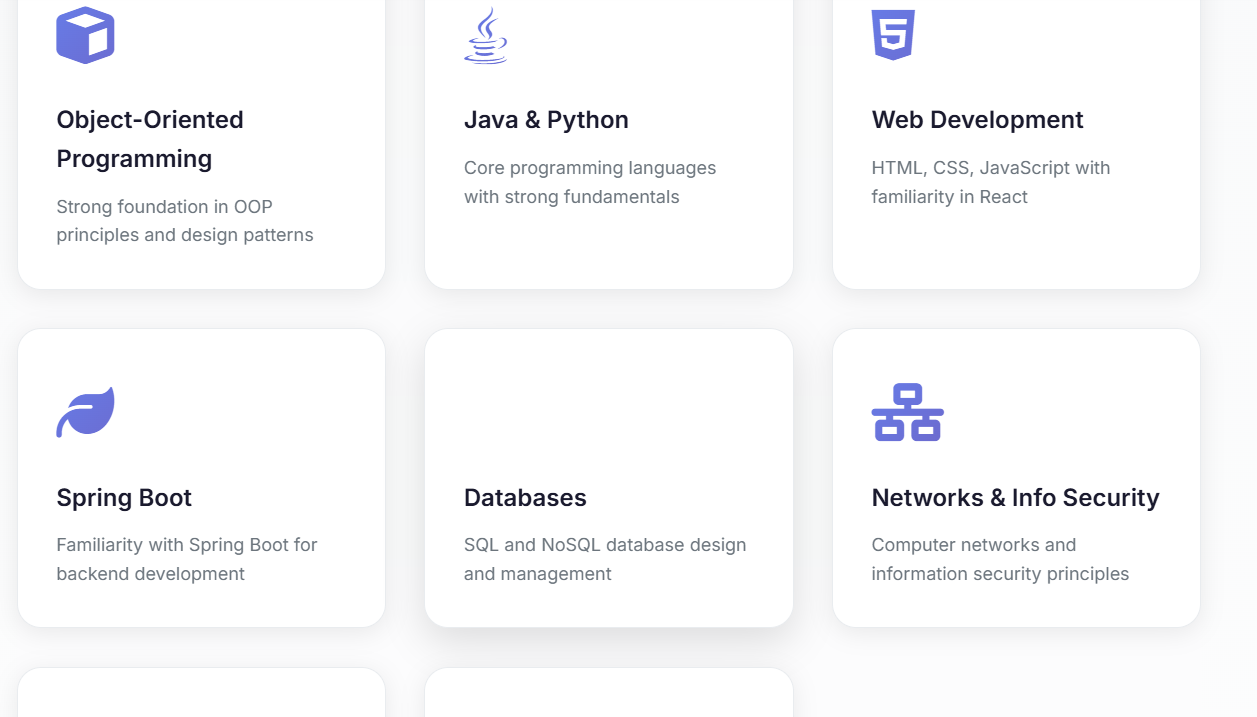 Object-Oriented
Programming
Strong foundation in OOP
principles and design patterns
Java & Python
Core programming languages
with strong fundamentals
Web Development
HTML, CSS, JavaScript with
familiarity in React
Spring Boot
Familiarity with Spring Boot for
backend development
Databases
SQL and NoSQL database design
and management
Networks & Info Security
Computer networks and
information security principles